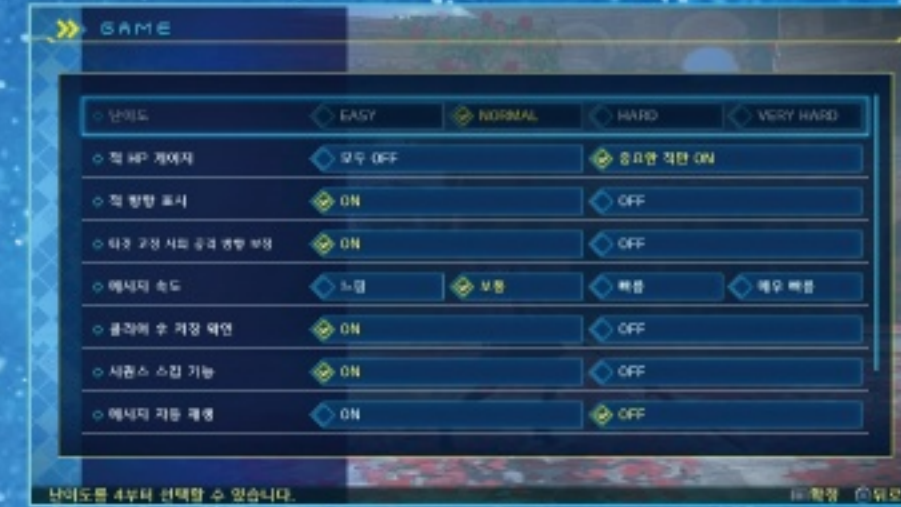 GAME
난이도 EASY NORMAL HARD VERY HARD
적 HP 게이지 모두 OFF 중요한 적만 ON
적 방향 표시 ON OFF
타겟 고정 시의 공격 방향 보정 ON OFF
메시지 속도 느림 보통 빠름 매우 빠름
클리어 후 저장 확인 ON OFF
시퀀스 스킵 기능 ON OFF
메시지 자동 재생 ON OFF
난이도를 4부터 선택할 수 있습니다.
확정 뒤로